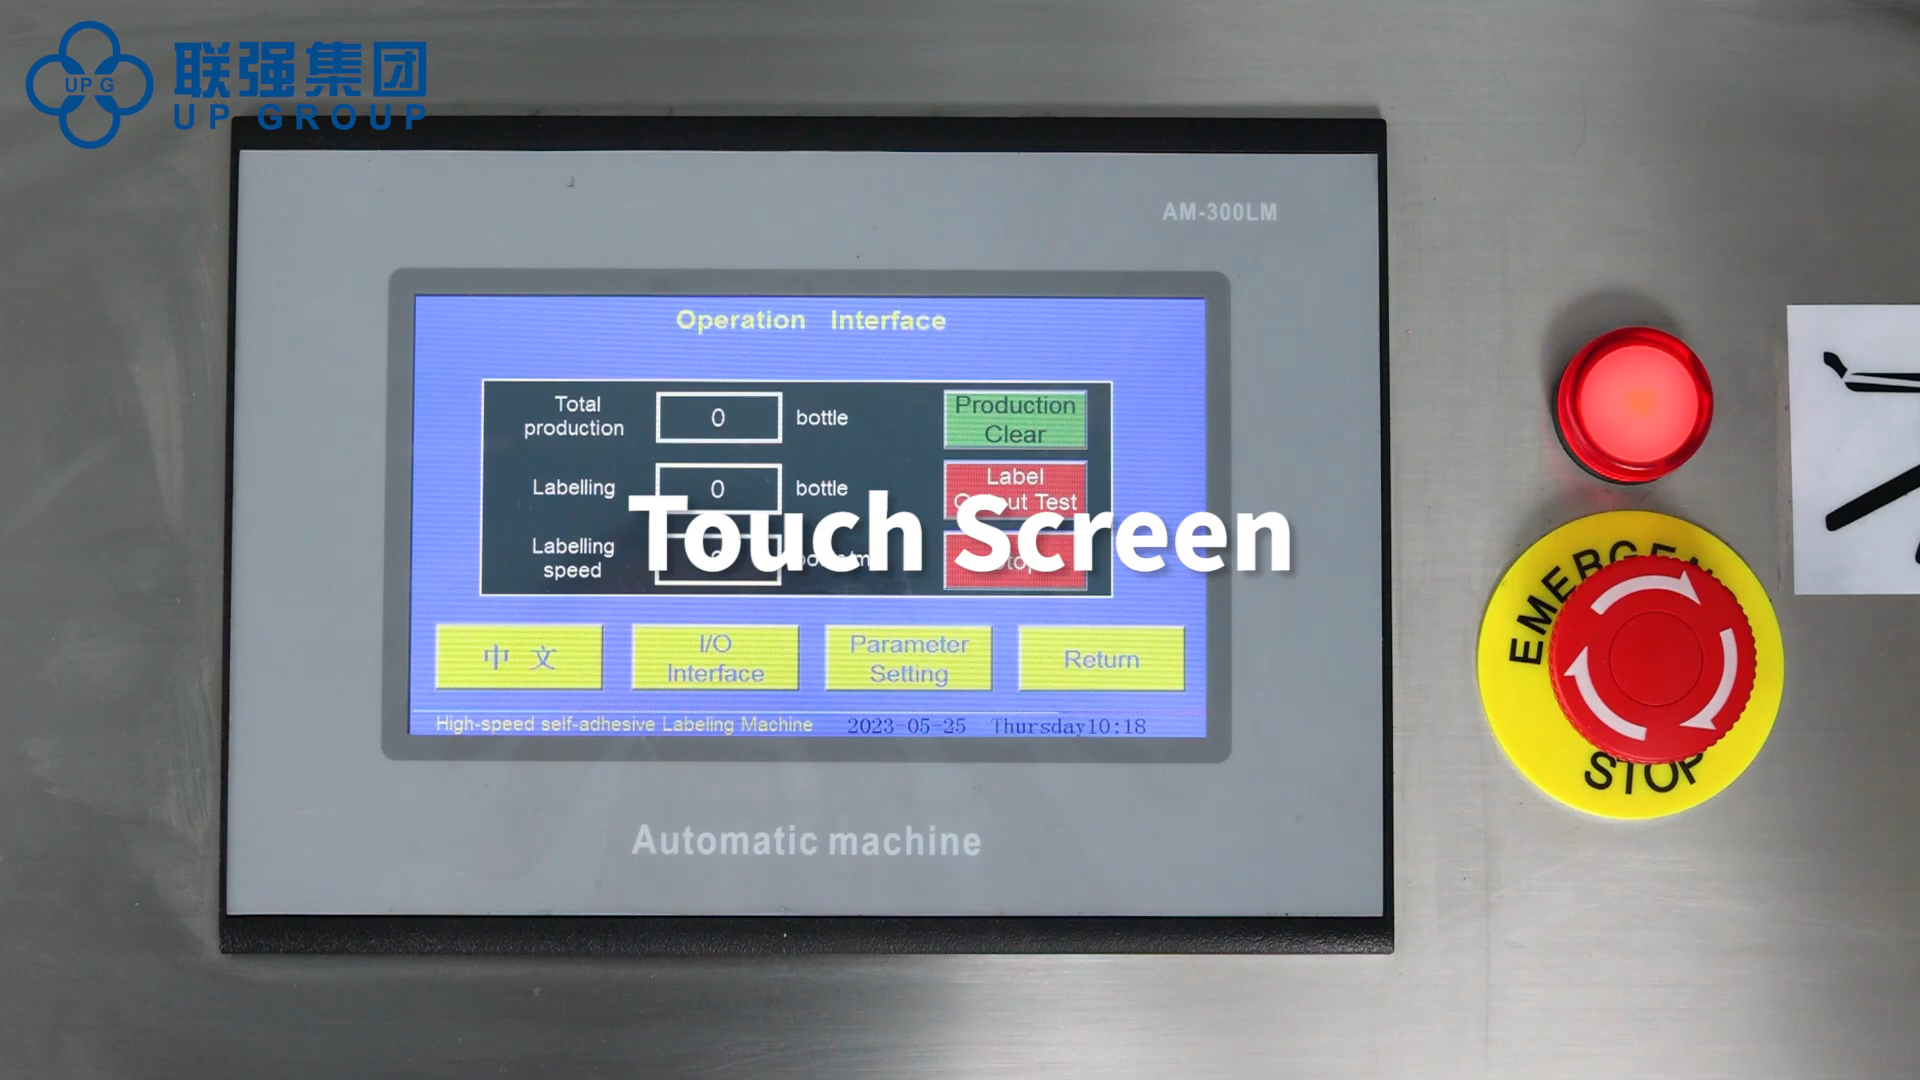 UP G
联强集团
UP GROUP
AM-300LM
Operation Interface
Total
production
0
bottle
Production
Clear
Labelling
0
bottle
Label
Test
Touch Screen
Labelling
speed
中 文
I/O
Interface
Parameter
Setting
Return
High-speed self-adhesive Labeling Machine
2023-05-25 Thursday10:18
Automatic machine
STOP